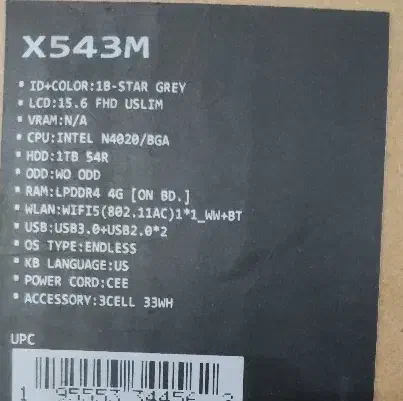 X543M
• ID+COLOR:1B-STAR GREY
• LCD:15.6 FHD USLIM
• VRAM:N/A
• CPU:INTEL N4020/BGA
• HDD:1TB 54R
• ODD:WO ODD
• RAM:LPDDR4 4G [ON BD.]
• WLAN:WIFI5(802.11AC)1*1_WW+BT
• USB:USB3.0+USB2.0*2
• OS TYPE:ENDLESS
• KB LANGUAGE:US
• POWER CORD:CEE
• ACCESSORY:3CELL 33WH
UPC
1